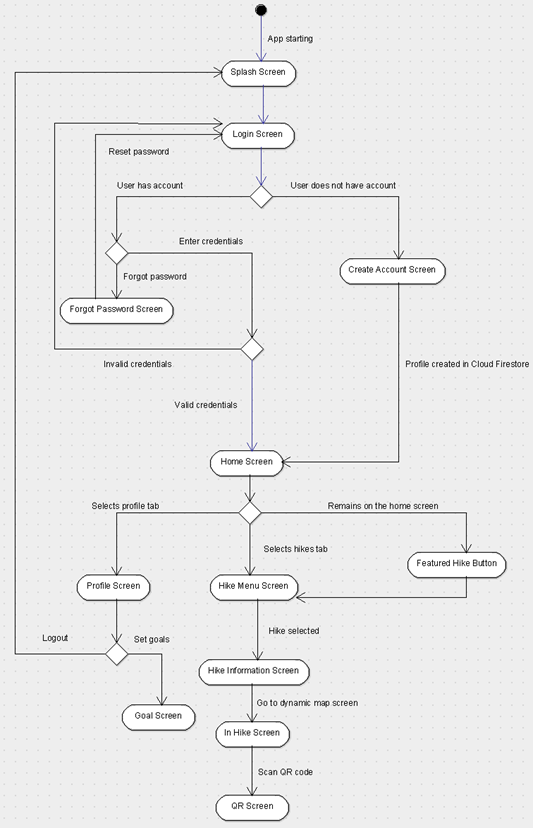 App starting
Splash Screen
Login Screen
Reset password
User has account
User does not have account
Enter credentials
Create Account Screen
Forgot password
Forgot Password Screen
Invalid credentials
Profile created in Cloud Firestore
Valid credentials
Home Screen
Selects profile tab
Remains on the home screen
Selects hikes tab
Featured Hike Button
Profile Screen
Hike Menu Screen
Hike selected
Logout
Set goals
Hike Information Screen
Go to dynamic map screen
Goal Screen
In Hike Screen
Scan QR code
QR Screen